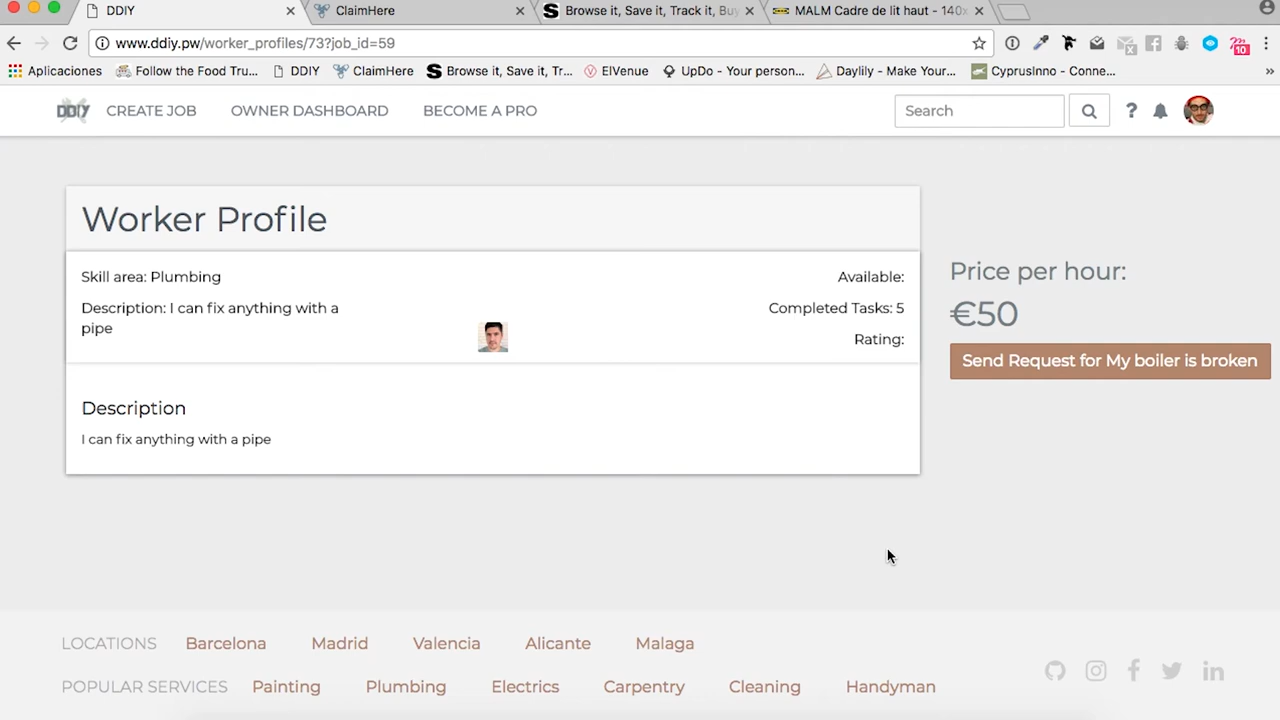 DDIY
ClaimHere
Browse it, Save it, Track it, Buy
MALM Cadre de lit haut - 140x
www.ddiy.pw/worker_profiles/73?job_id=59
Aplicaciones
Follow the Food Tru...
DDIY
ClaimHere
Browse it, Save it, Tr...
ElVenue
UpDo - Your person...
Daylily - Make Your...
CyprusInno - Conne...
DDIY
CREATE JOB
OWNER DASHBOARD
BECOME A PRO
Search
Worker Profile
Skill area: Plumbing
Description: I can fix anything with a
pipe
Available:
Completed Tasks: 5
Rating:
Price per hour:
€50
Send Request for My boiler is broken
Description
I can fix anything with a pipe
LOCATIONS Barcelona Madrid Valencia Alicante Malaga
POPULAR SERVICES Painting Plumbing Electrics Carpentry Cleaning Handyman